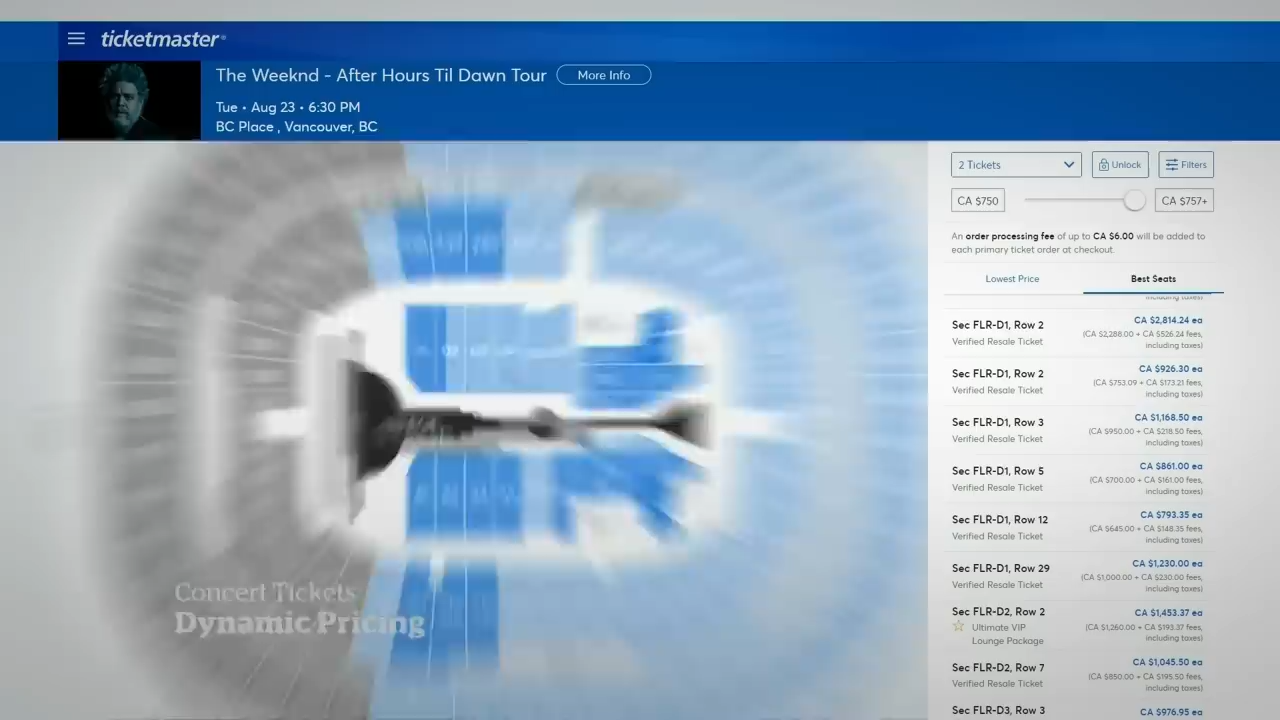 ticketmaster®
The Weeknd - After Hours Til Dawn Tour
More Info
Tue • Aug 23 • 6:30 PM
BC Place , Vancouver, BC
2 Tickets
Unlock
Filters
CA $750
CA $757+
An order processing fee of up to CA $6.00 will be added to
each primary ticket order at checkout.
Lowest Price
Best Seats
including taxes)
Sec FLR-D1, Row 2
CA $2,814.24 ea
Verified Resale Ticket
(CA $2,288.00 + CA $526.24 fees,
including taxes)
Sec FLR-D1, Row 2
CA $926.30 ea
Verified Resale Ticket
(CA $753.09 + CA $173.21 fees,
including taxes)
Sec FLR-D1, Row 3
CA $1,168.50 ea
Verified Resale Ticket
(CA $950.00 + CA $218.50 fees,
including taxes)
Sec FLR-D1, Row 5
CA $861.00 ea
Verified Resale Ticket
(CA $700.00 + CA $161.00 fees,
including taxes)
Sec FLR-D1, Row 12
CA $793.35 ea
Verified Resale Ticket
(CA $645.00 + CA $148.35 fees,
including taxes)
Sec FLR-D1, Row 29
CA $1,230.00 ea
Verified Resale Ticket
(CA $1,000.00 + CA $230.00 fees,
including taxes)
Sec FLR-D2, Row 2
CA $1,453.37 ea
Ultimate VIP
Lounge Package
(CA $1,260.00 + CA $193.37 fees,
including taxes)
Sec FLR-D2, Row 7
CA $1,045.50 ea
Verified Resale Ticket
(CA $850.00 + CA $195.50 fees,
including taxes)
Sec FLR-D3, Row 3
CA $976.95 ea
Concert Tickets
Dynamic Pricing